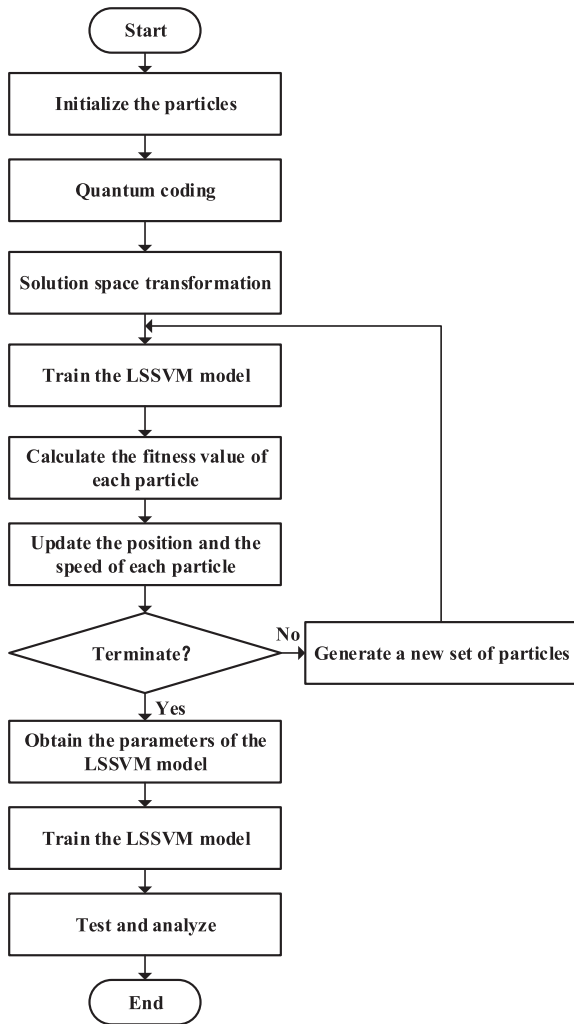 Start
Initialize the particles
Quantum coding
Solution space transformation
Train the LSSVM model
Calculate the fitness value of
each particle
Update the position and the
speed of each particle
Terminate?
No
Generate a new set of particles
Yes
Obtain the parameters of the
LSSVM model
Train the LSSVM model
Test and analyze
End